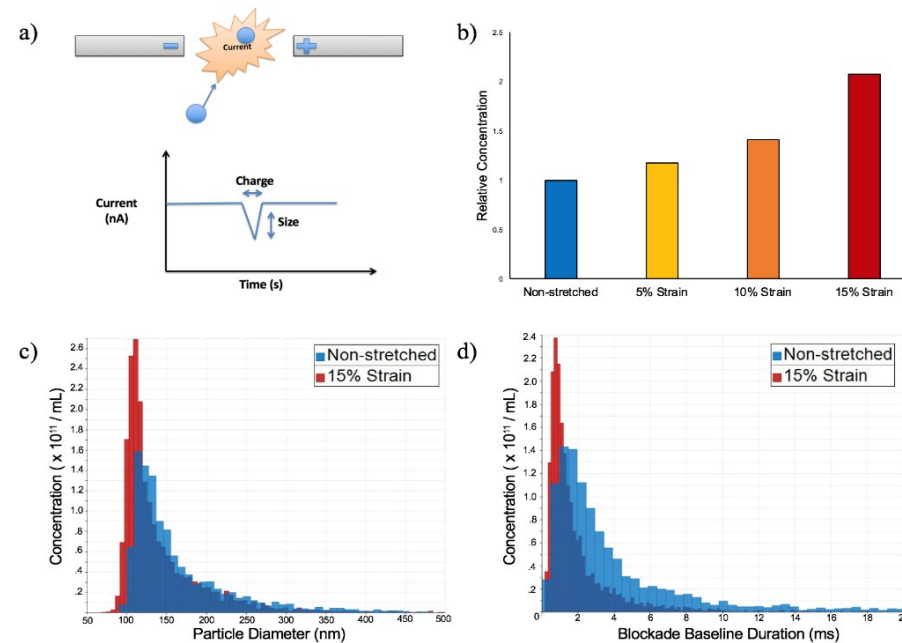 a)
Current
Current
(nA)
Charge
Size
Time (s)
b)
Relative Concentration
2.5
2
1.5
1
0.5
0
Non-stretched 5% Strain 10% Strain 15% Strain
c)
Concentration ( x 10¹¹ / mL)
2.6
2.4
2.2
2.0
1.8
1.6
1.4
1.2
1.0
.8
.6
.4
.2
Non-stretched
15% Strain
50 100 150 200 250 300 350 400 450 500
Particle Diameter (nm)
d)
Concentration ( x 10¹¹ / mL)
2.4
2.2
2.0
1.8
1.6
1.4
1.2
1.0
.8
.6
.4
.2
Non-stretched
15% Strain
0 2 4 6 8 10 12 14 16 18
Blockade Baseline Duration (ms)